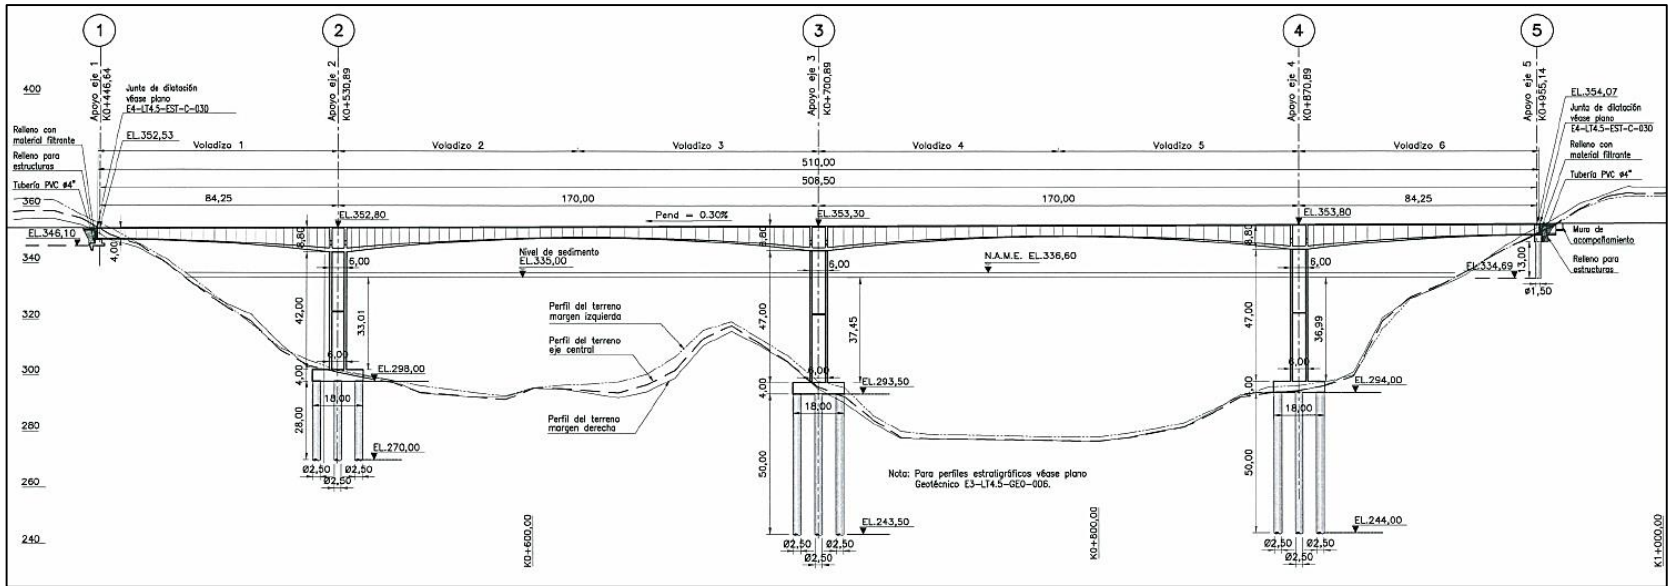 1
2
3
4
5
Apoyo eje 1
K0+446,64
Apoyo eje 2
K0+530,89
Apoyo eje 3
K0+700,89
Apoyo eje 4
K0+870,89
Apoyo eje 5
K0+955,14
400
Junta de dilatación
véase plano
E4-LT4.5-EST-C-030
EL.352,53
Relleno con
material filtrante
Relleno para
estructuras
Tubería PVC ø4"
EL.354,07
Junta de dilatación
véase plano
E4-LT4.5-EST-C-030
Relleno con
material filtrante
Tubería PVC ø4"
Voladizo 1
Voladizo 2
Voladizo 3
Voladizo 4
Voladizo 5
Voladizo 6
510,00
508,50
84,25
170,00
170,00
84,25
360
EL.352,80
Pend = 0.30%
EL.353,30
EL.353,80
EL.346,10
4,00
8,80
8,80
8,80
Muro de
acompañamiento
Relleno para
estructuras
340
6,00
Nivel de sedimento
EL.335,00
6,00
N.A.M.E. EL.336,60
6,00
EL.334,69
13,00
ø1,50
320
42,00
33,01
Perfil del terreno
margen izquierda
Perfil del terreno
eje central
Perfil del terreno
margen derecha
47,00
37,45
47,00
36,99
300
6,00
EL.298,00
4,00
18,00
6,00
EL.293,50
4,00
18,00
6,00
EL.294,00
4,00
18,00
280
28,00
EL.270,00
Ø2,50
Ø2,50
Ø2,50
50,00
50,00
Nota: Para perfiles estratigráficos véase plano
Geotécnico E3-LT4.5-GEO-006.
260
K0+600,00
K0+800,00
K1+000,00
EL.243,50
EL.244,00
240
Ø2,50
Ø2,50
Ø2,50
Ø2,50
Ø2,50
Ø2,50